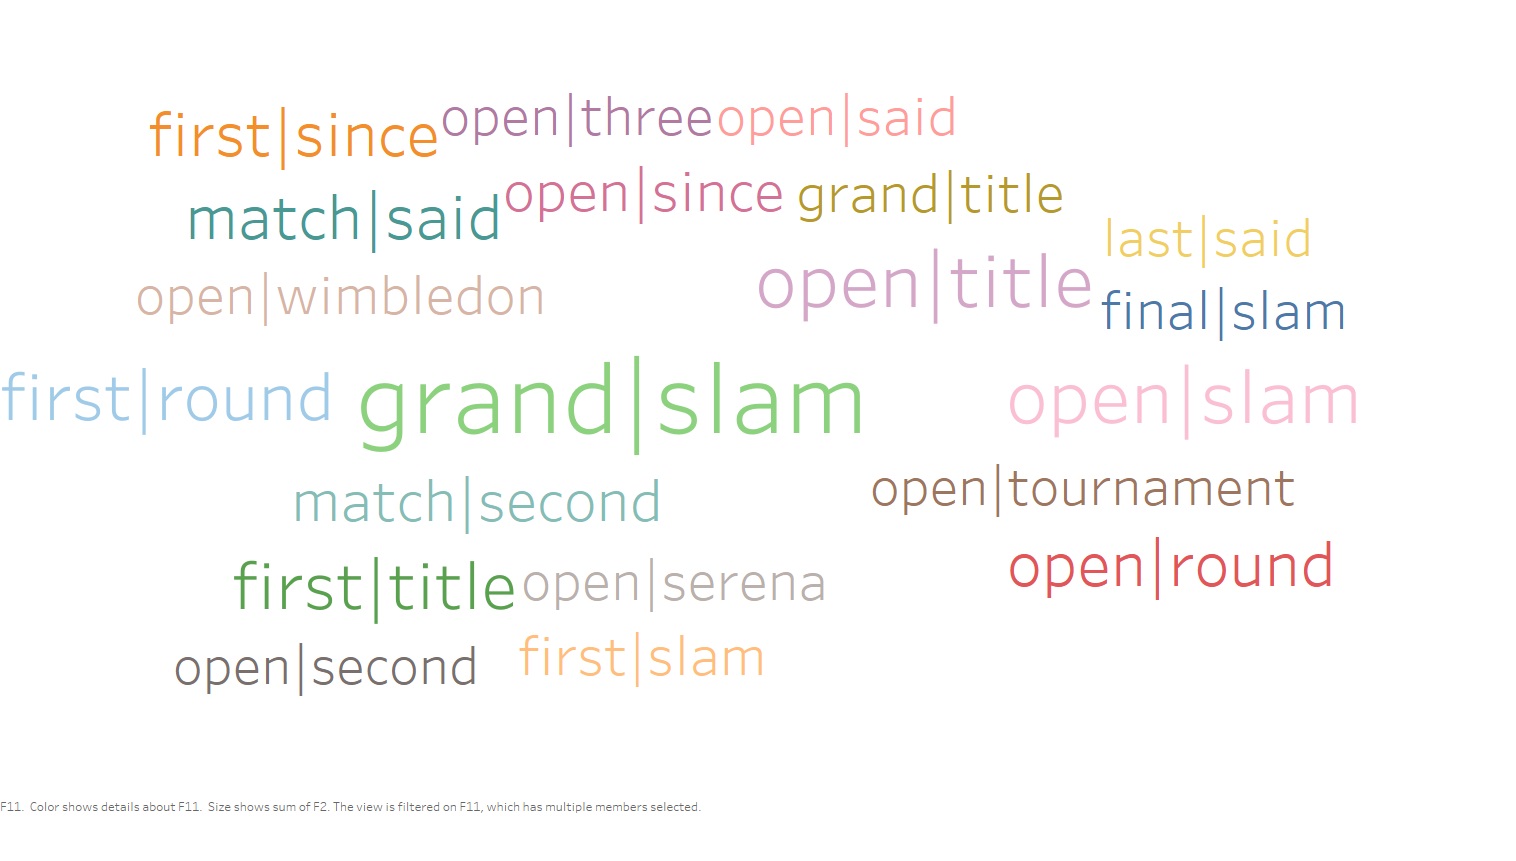 first|since open|three open|said
match|said open|since grand|title
last|said
open|wimbledon open|title final|slam
first|round grand|slam open|slam
match|second open|tournament
first|title open|serena open|round
open|second first|slam
F11. Color shows details about F11. Size shows sum of F2. The view is filtered on F11, which has multiple members selected.